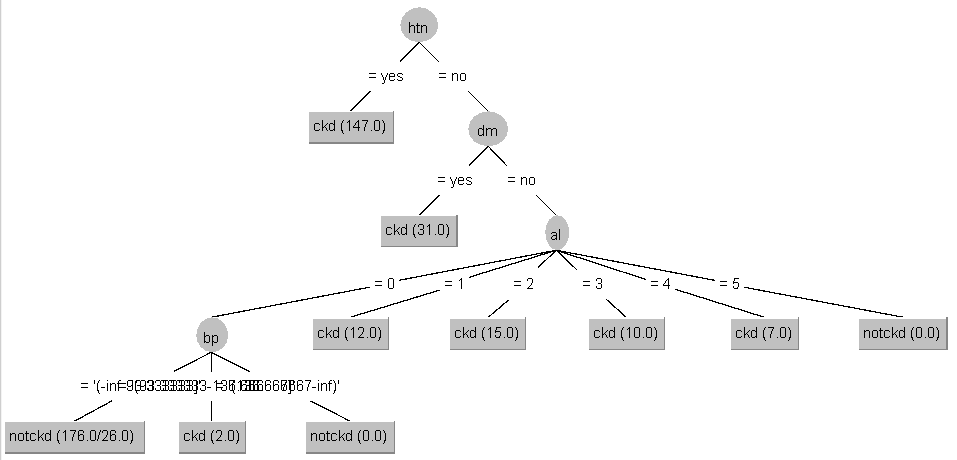 htn
= yes
= no
ckd (147.0)
dm
= yes
= no
ckd (31.0)
al
= 0
= 1
= 2
= 3
= 4
= 5
bp
ckd (12.0)
ckd (15.0)
ckd (10.0)
ckd (7.0)
notckd (0.0)
= '(-inf
-inf)'
notckd (176.0/26.0)
ckd (2.0)
notckd (0.0)